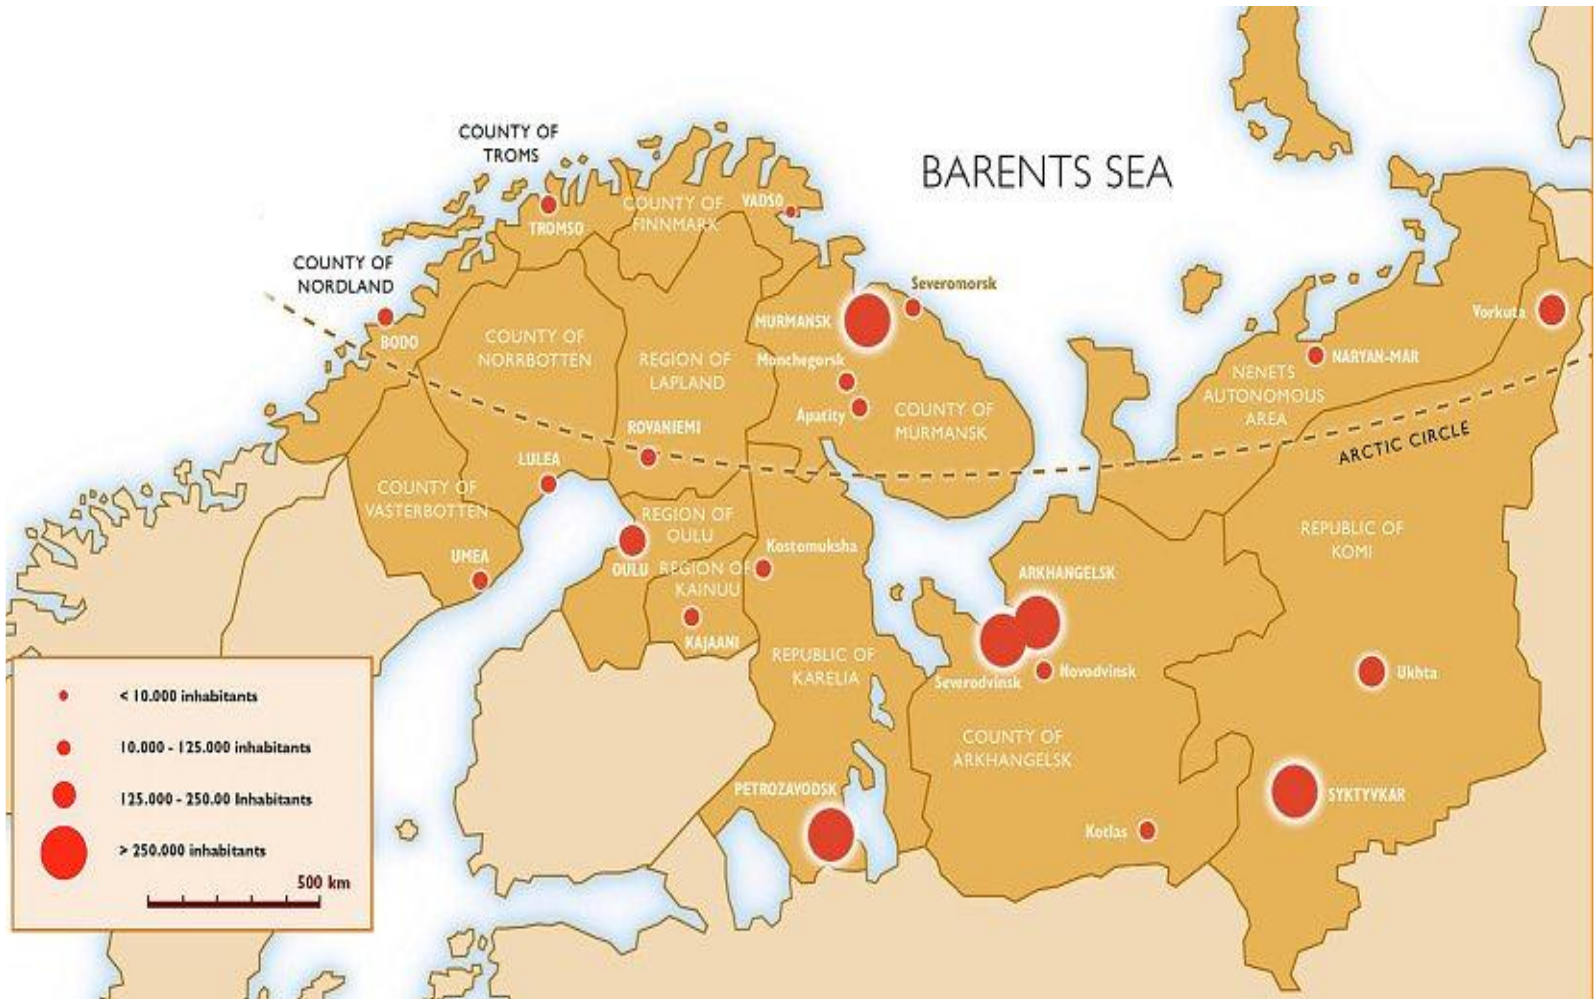 COUNTY OF
TROMS
BARENTS SEA
COUNTY OF
FINNMARK
VADSO
TROMSO
COUNTY OF
NORDLAND
Severomorsk
Vorkuta
MURMANSK
BODO
COUNTY OF
NORRBOTTEN
REGION OF
LAPLAND
Monchegorsk
NARYAN-MAR
NENETS
AUTONOMOUS
AREA
Apatity
COUNTY OF
MURMANSK
ROVANIEMI
ARCTIC CIRCLE
LULEA
COUNTY OF
VASTERBOTTEN
REGION OF
OULU
REPUBLIC OF
KOMI
UMEA
Kostomuksha
OULU
REGION OF
KAINUU
ARKHANGELSK
KAJAANI
REPUBLIC OF
KARELIA
Severodvinsk
Novodvinsk
Ukhta
COUNTY OF
ARKHANGELSK
PETROZAVODSK
SYKTYVKAR
Kotlas
< 10.000 inhabitants
10.000 - 125.000 inhabitants
125.000 - 250.00 Inhabitants
> 250.000 inhabitants
500 km